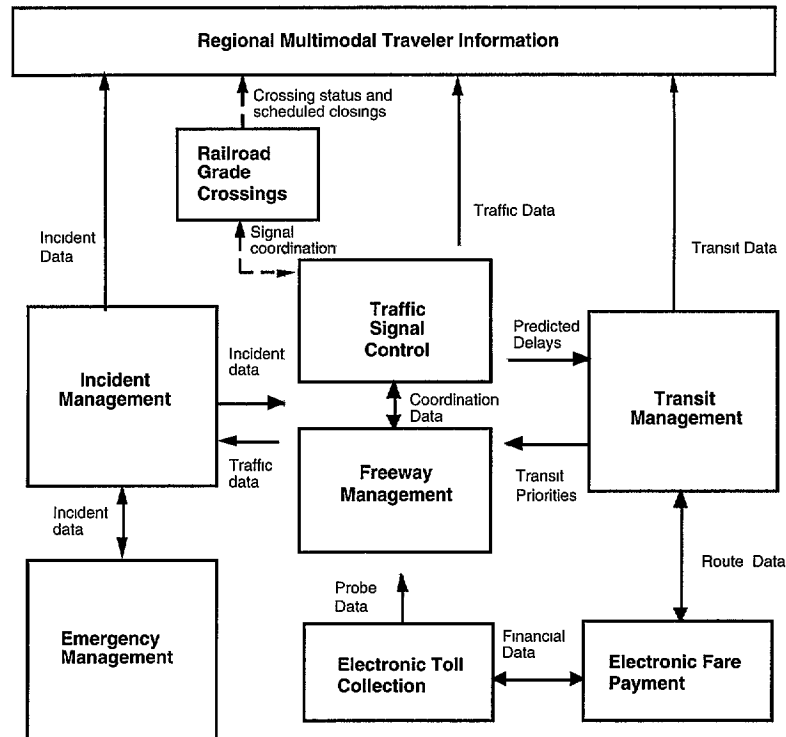 Regional Multimodal Traveler Information
Crossing status and
scheduled closings
Railroad
Grade
Crossings
Traffic Data
Incident
Data
Signal
coordination
Transit Data
Traffic
Signal
Control
Predicted
Delays
Incident
data
Incident
Management
Transit
Management
Coordination
Data
Traffic
data
Freeway
Management
Transit
Priorities
Incident
data
Route Data
Probe
Data
Emergency
Management
Electronic Toll
Collection
Financial
Data
Electronic Fare
Payment